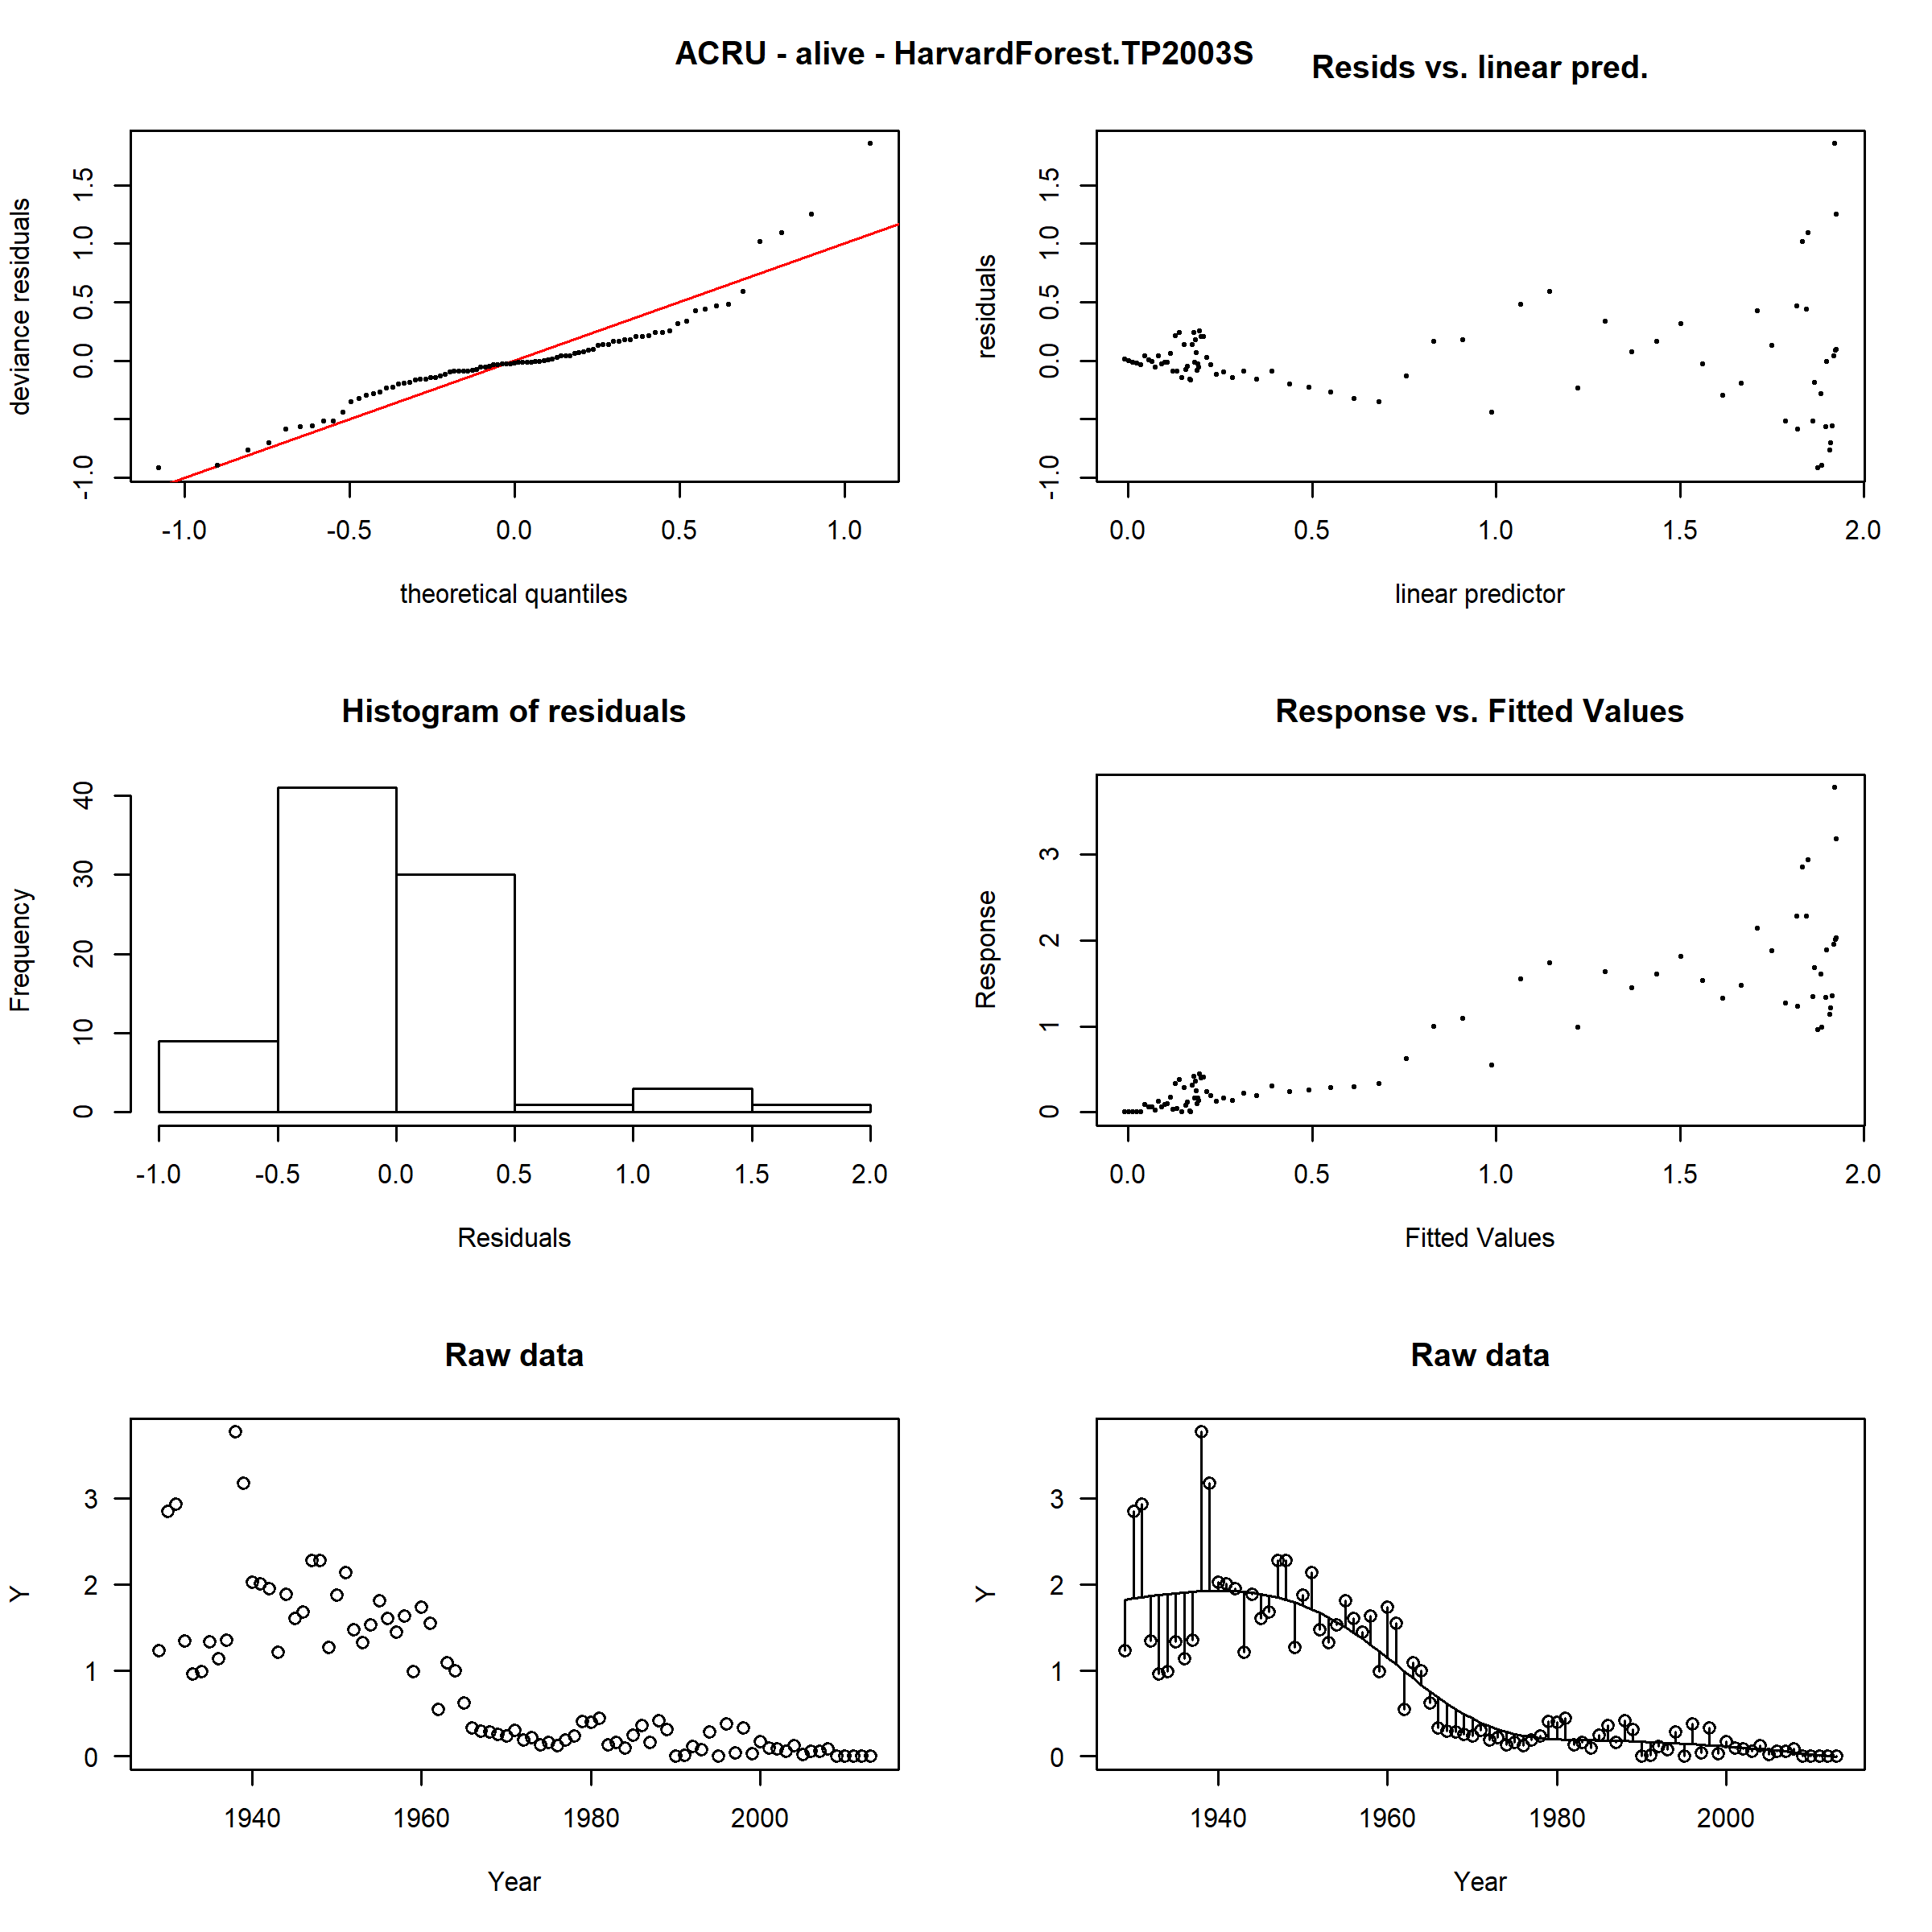 ACRU - alive - HarvardForest.TP2003S
Resids vs. linear pred.
deviance residuals
-1.0 0.0 0.5 1.0 1.5
-1.0 -0.5 0.0 0.5 1.0
theoretical quantiles
residuals
-1.0 0.0 0.5 1.0 1.5
0.0 0.5 1.0 1.5 2.0
linear predictor
Histogram of residuals
Frequency
0 10 20 30 40
-1.0 -0.5 0.0 0.5 1.0 1.5 2.0
Residuals
Response vs. Fitted Values
Response
0 1 2 3
0.0 0.5 1.0 1.5 2.0
Fitted Values
Raw data
Y
0 1 2 3
1940 1960 1980 2000
Year
Raw data
Y
0 1 2 3
1940 1960 1980 2000
Year